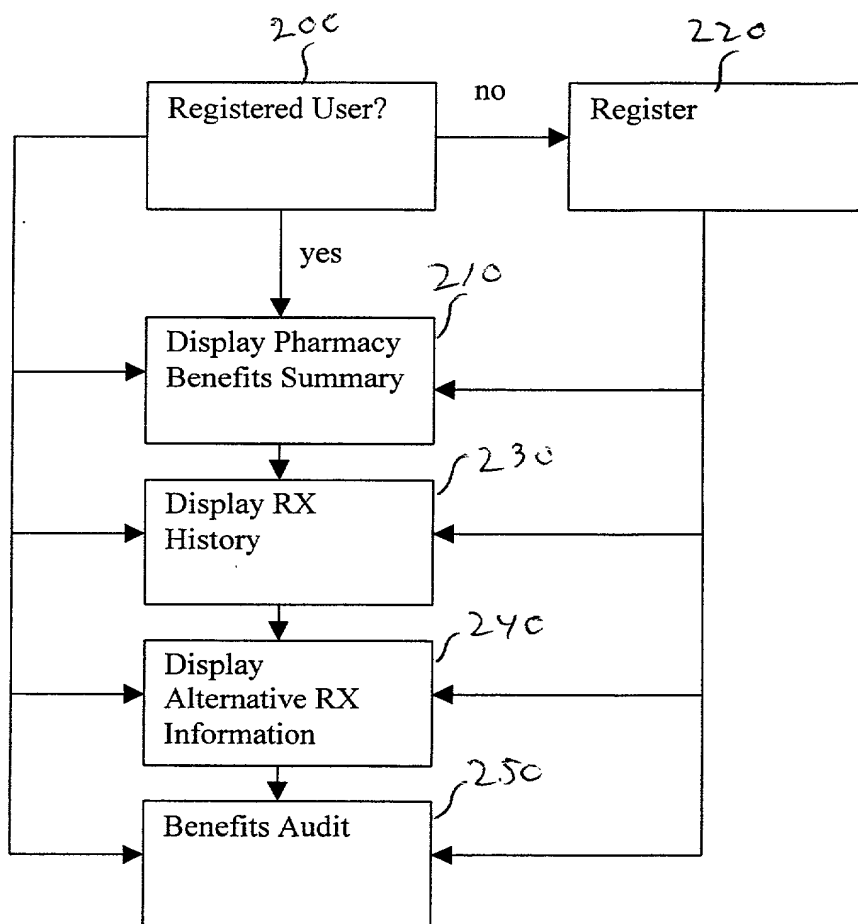 200
220
Registered User?
no
Register
yes
210
Display Pharmacy
Benefits Summary
230
Display RX
History
240
Display
Alternative RX
Information
250
Benefits Audit